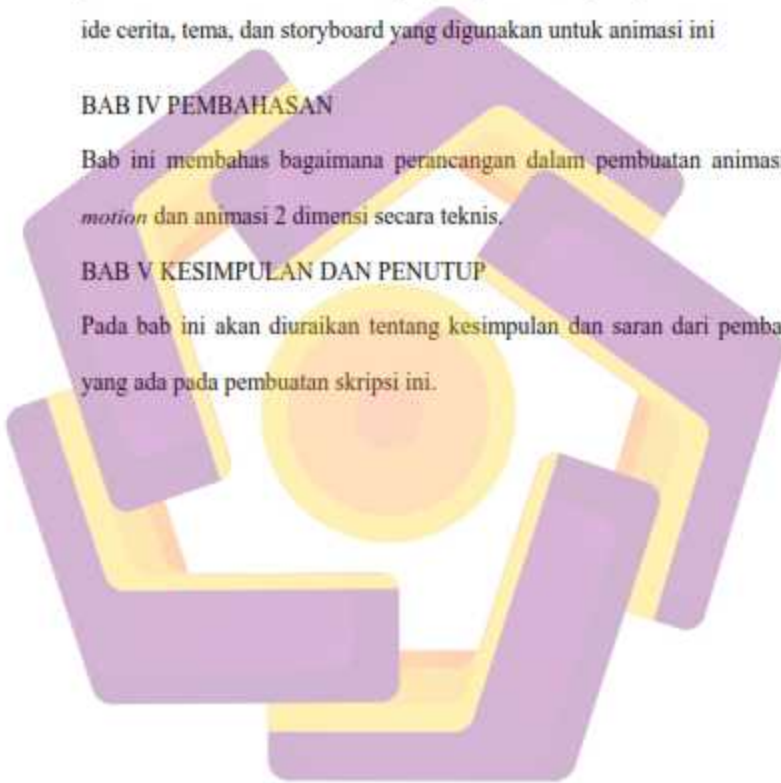 ide cerita, tema, dan storyboard yang digunakan untuk animasi ini
BAB IV PEMBAHASAN
Bab ini membahas bagaimana perancangan dalam pembuatan animas
motion dan animasi 2 dimensi secara teknis.
BAB V KESIMPULAN DAN PENUTUP
Pada bab ini akan diuraikan tentang kesimpulan dan saran dari pemba
yang ada pada pembuatan skripsi ini.